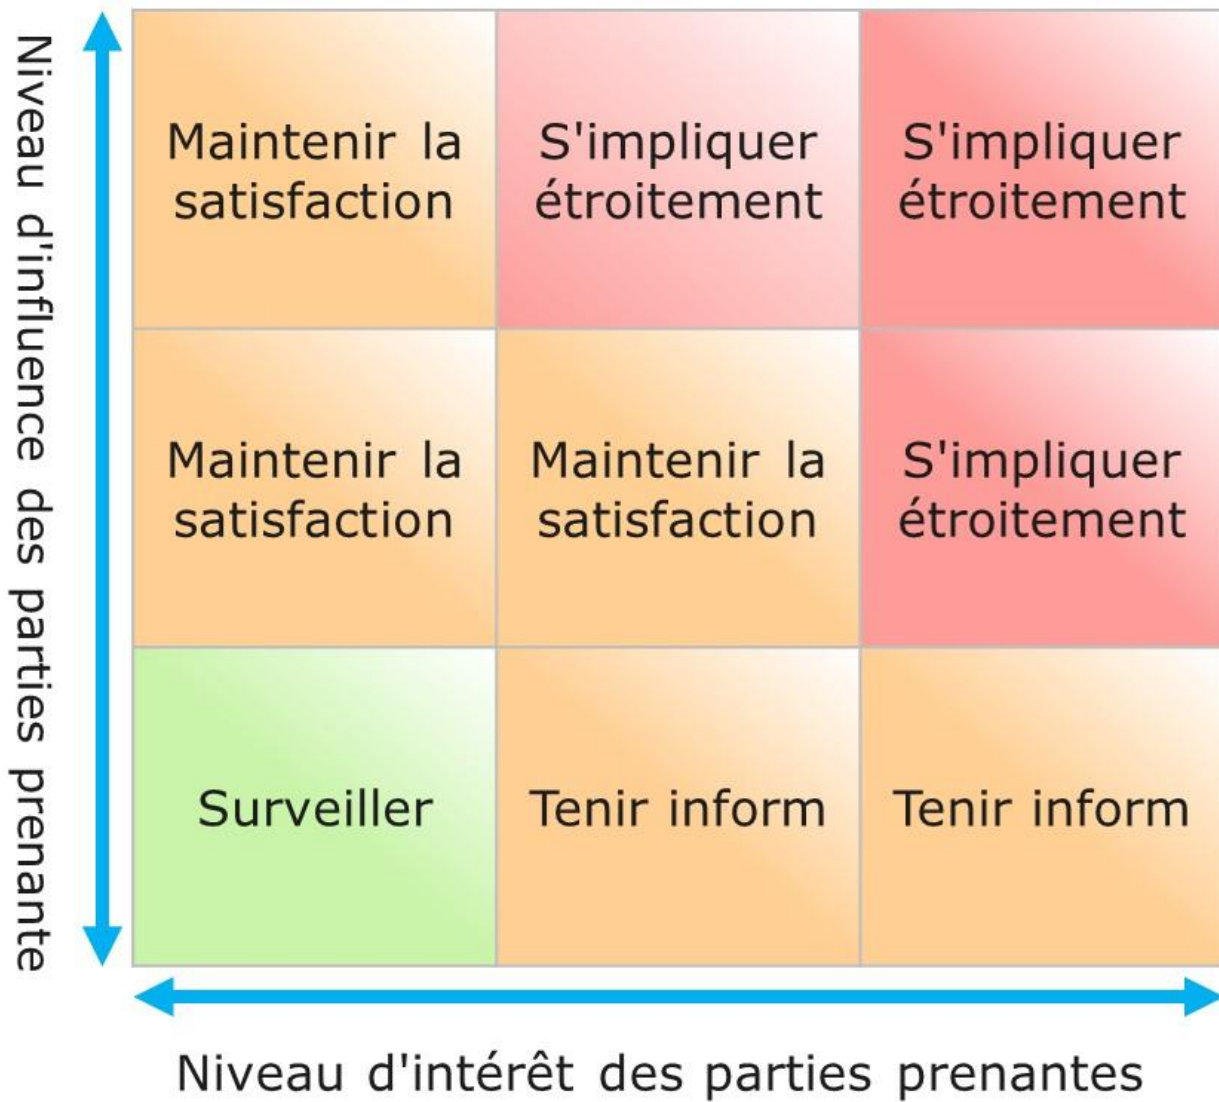 Niveau d'influence des parties prenante
Maintenir la
satisfaction
S'impliquer
étroitement
S'impliquer
étroitement
Maintenir la
satisfaction
Maintenir la
satisfaction
S'impliquer
étroitement
Surveiller
Tenir inform
Tenir inform
Niveau d'intérêt des parties prenantes